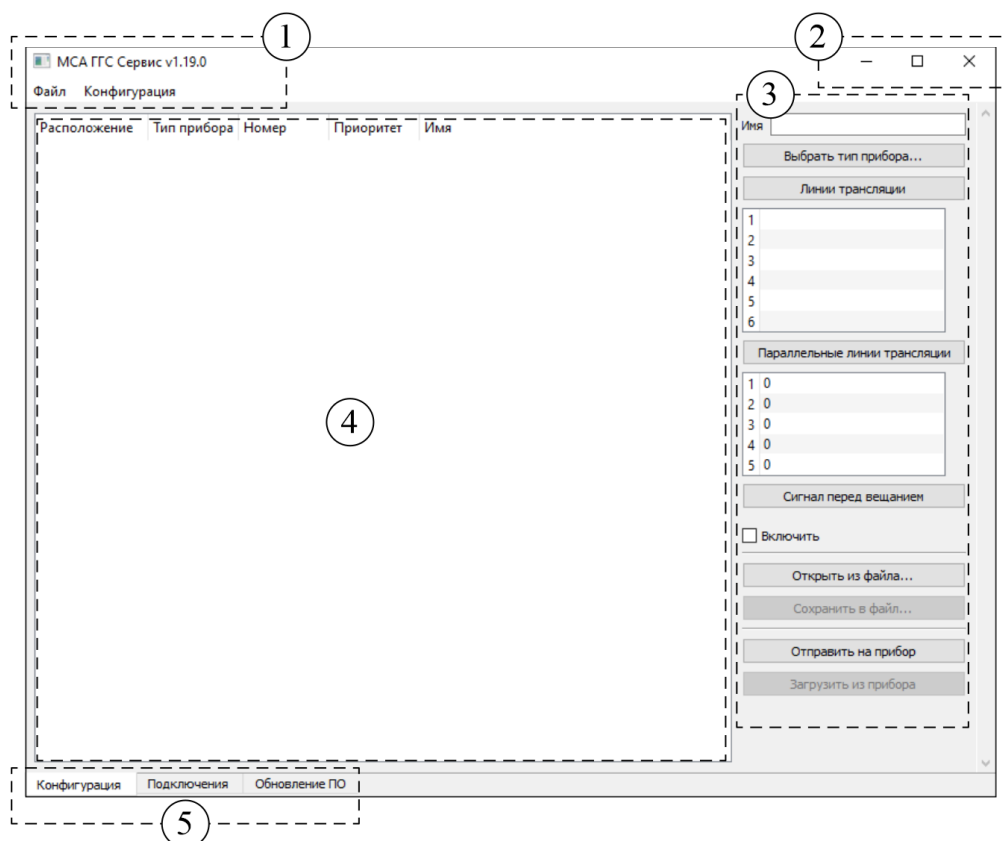 1
2
МСА ГГС Сервис v1.19.0
Файл Конфигурация
3
Расположение Тип прибора Номер Приоритет Имя
Имя
Выбрать тип прибора...
Линии трансляции
1
2
3
4
5
6
Параллельные линии трансляции
1 0
2 0
3 0
4 0
5 0
4
Сигнал перед вещанием
Включить
Открыть из файла...
Сохранить в файл...
Отправить на прибор
Загрузить из прибора
Конфигурация Подключения Обновление ПО
5